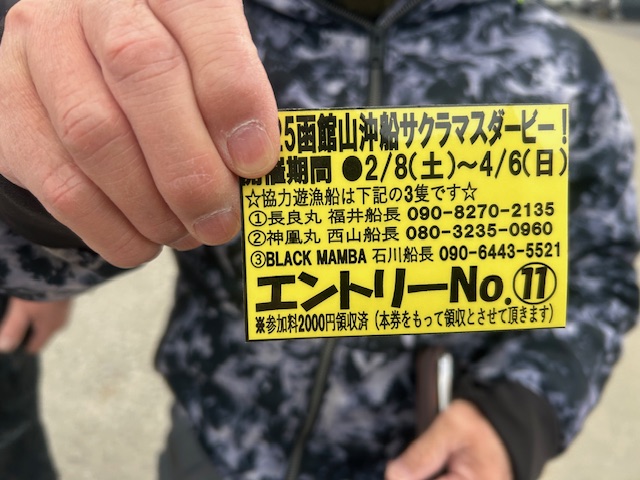 25函館山沖船サクラマスダービー!
開催期間 ●2/8(土)~4/6(日)
☆協力遊漁船は下記の3隻です☆
①長良丸 福井船長 090-8270-2135
②神凰丸 西山船長 080-3235-0960
③BLACK MAMBA 石川船長 090-6443-5521
エントリーNo.⑪
※参加料2000円領収済(本券をもって領収とさせて頂きます)